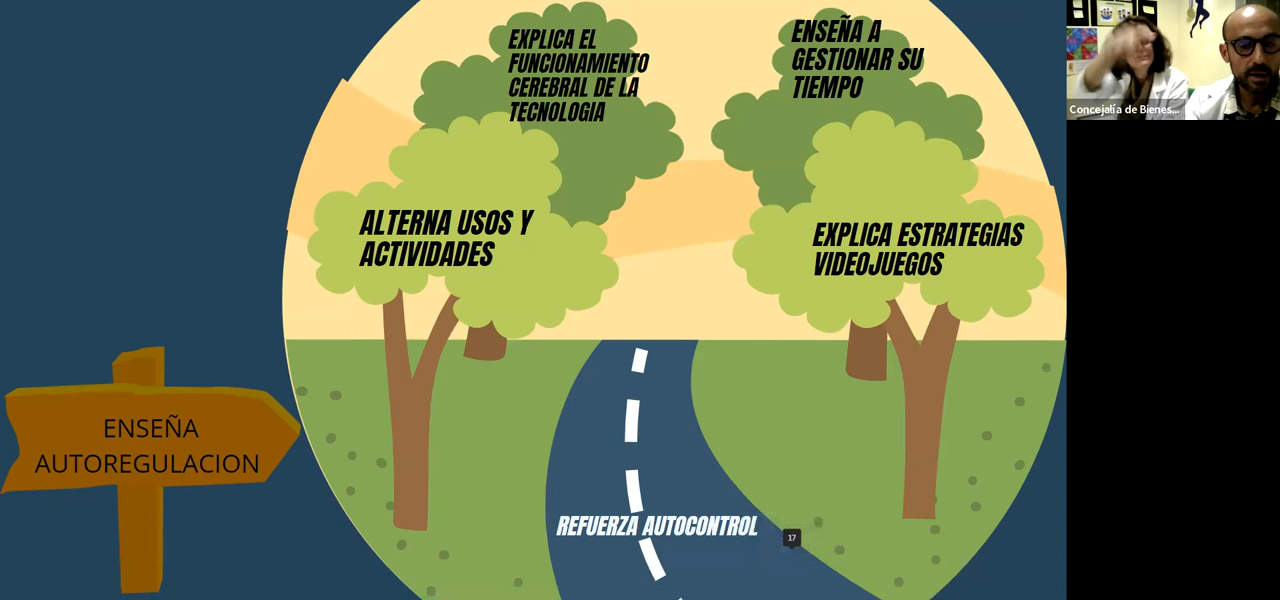 EXPLICA EL
FUNCIONAMIENTO
CEREBRAL DE LA
TECNOLOGIA
ENSEÑA A
GESTIONAR SU
TIEMPO
ALTERNA USOS Y
ACTIVIDADES
EXPLICA ESTRATEGIAS
VIDEOJUEGOS
ENSEÑA
AUTOREGULACION
REFUERZA AUTOCONTROL
17
Concejalía de Bienes...